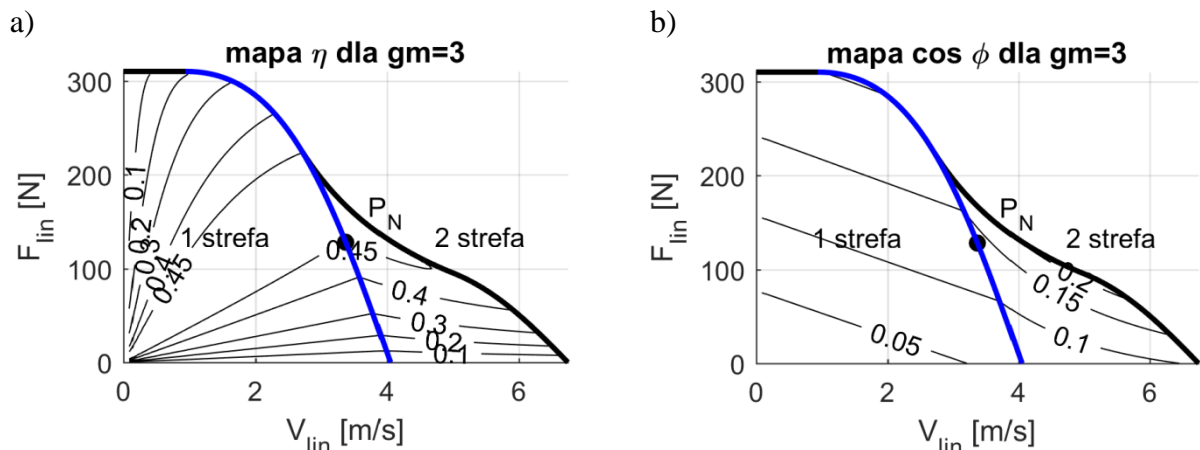 a)
mapa η dla gm=3
300
200
100
0
F_lin [N]
0.1
0.2
0.3
0.4
0.45
1 strefa
P_N
2 strefa
0.45
0.4
0.3
0.2
0.1
0 2 4 6
V_lin [m/s]
b)
mapa cos ϕ dla gm=3
300
200
100
0
F_lin [N]
P_N
1 strefa
2 strefa
0.2
0.15
0.1
0.05
0 2 4 6
V_lin [m/s]